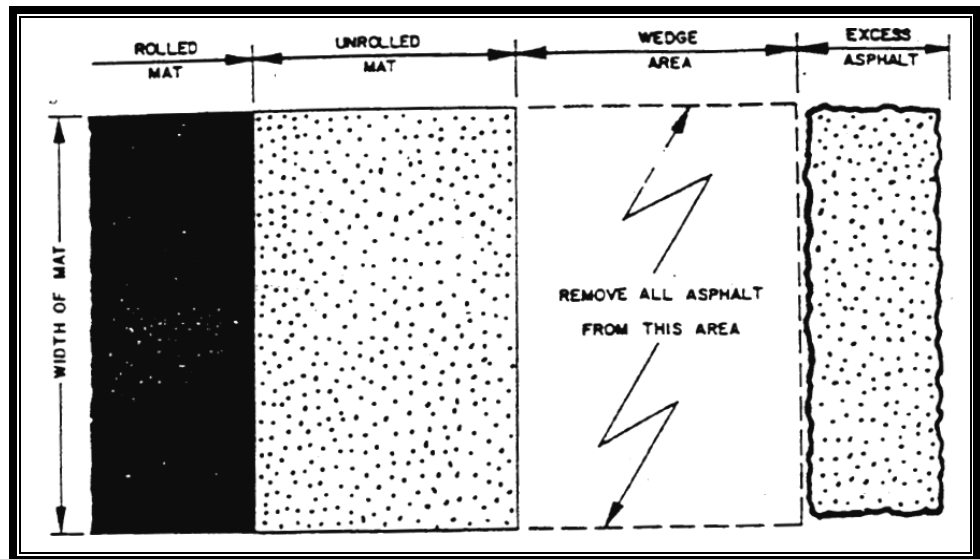 ROLLED
MAT
UNROLLED
MAT
WEDGE
AREA
EXCESS
ASPHALT
WIDTH OF MAT
REMOVE ALL ASPHALT
FROM THIS AREA